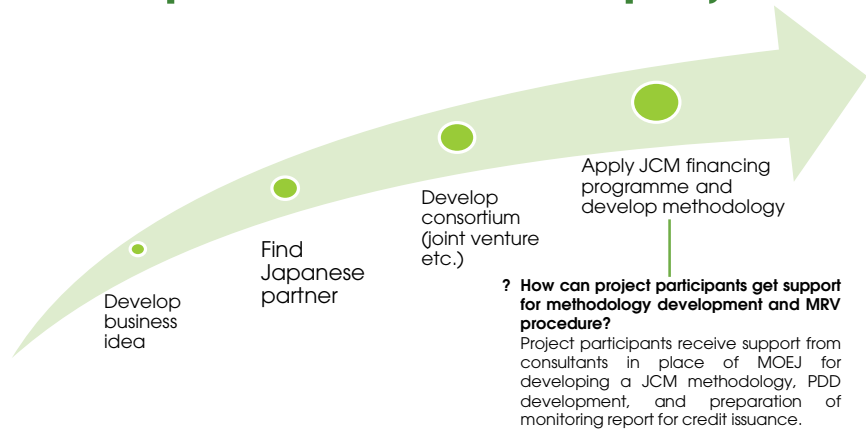 Develop
business
idea
Find
Japanese
partner
Develop
consortium
(joint venture
etc.)
Apply JCM financing
programme and
develop methodology
? How can project participants get support
for methodology development and MRV
procedure?
Project participants receive support from
consultants in place of MOEJ for
developing a JCM methodology, PDD
development, and preparation of
monitoring report for credit issuance.